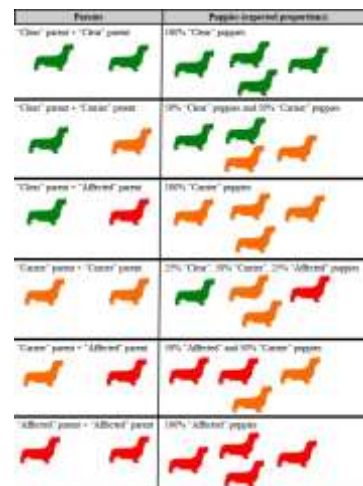 Parents
Puppies (expected proportions)
"Clear" parent + "Clear" parent
100% "Clear" puppies
"Clear" parent + "Carrier" parent
50% "Clear" puppies and 50% "Carrier" puppies
"Clear" parent + "Affected" parent
100% "Carrier" puppies
"Carrier" parent + "Carrier" parent
25% "Clear", 50% "Carrier", 25% "Affected" puppies
"Carrier" parent + "Affected" parent
50% "Affected" and 50% "Carrier" puppies
"Affected" parent + "Affected" parent
100% "Affected" puppies